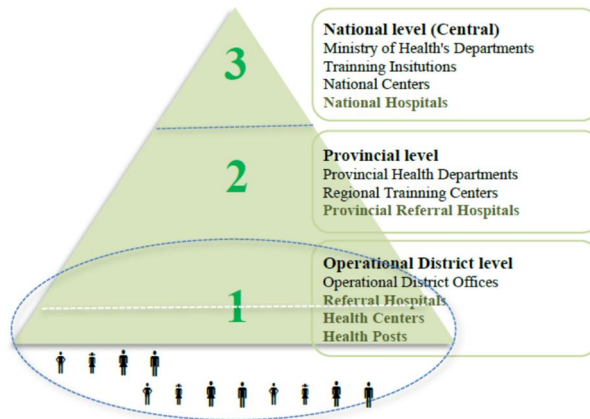 3
National level (Central)
Ministry of Health's Departments
Trainning Insitutions
National Centers
National Hospitals
2
Provincial level
Provincial Health Departments
Regional Trainning Centers
Provincial Referral Hospitals
1
Operational District level
Operational District Offices
Referral Hospitals
Health Centers
Health Posts